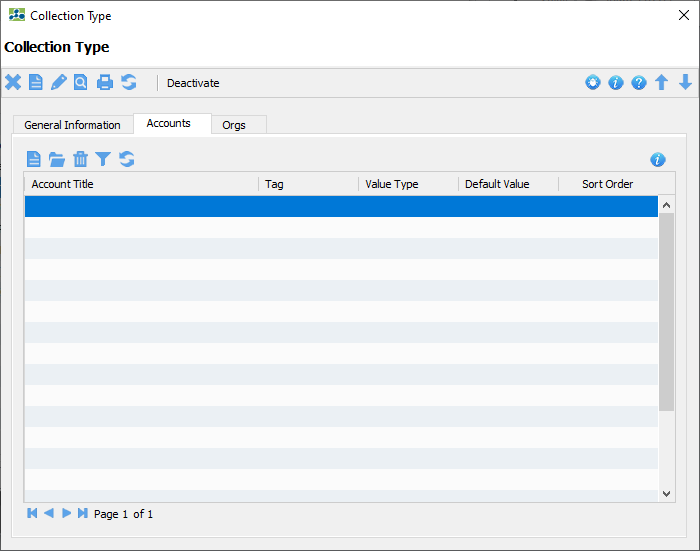 Collection Type
Collection Type
Deactivate
General Information Accounts Orgs
Account Title Tag Value Type Default Value Sort Order
Page 1 of 1